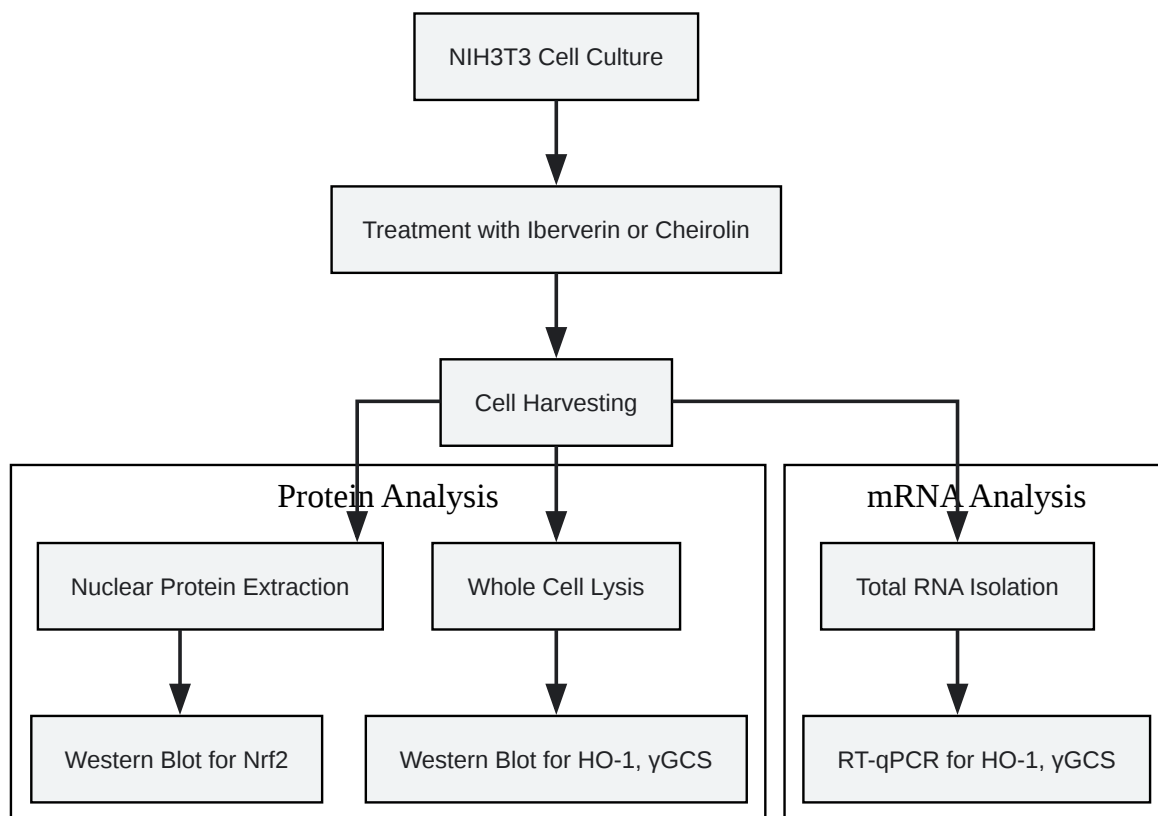 NIH3T3 Cell Culture
Treatment with Iberverin or Cheirolin
Cell Harvesting
Protein Analysis
mRNA Analysis
Nuclear Protein Extraction
Whole Cell Lysis
Total RNA Isolation
Western Blot for Nrf2
Western Blot for HO-1, γGCS
RT-qPCR for HO-1, γGCS